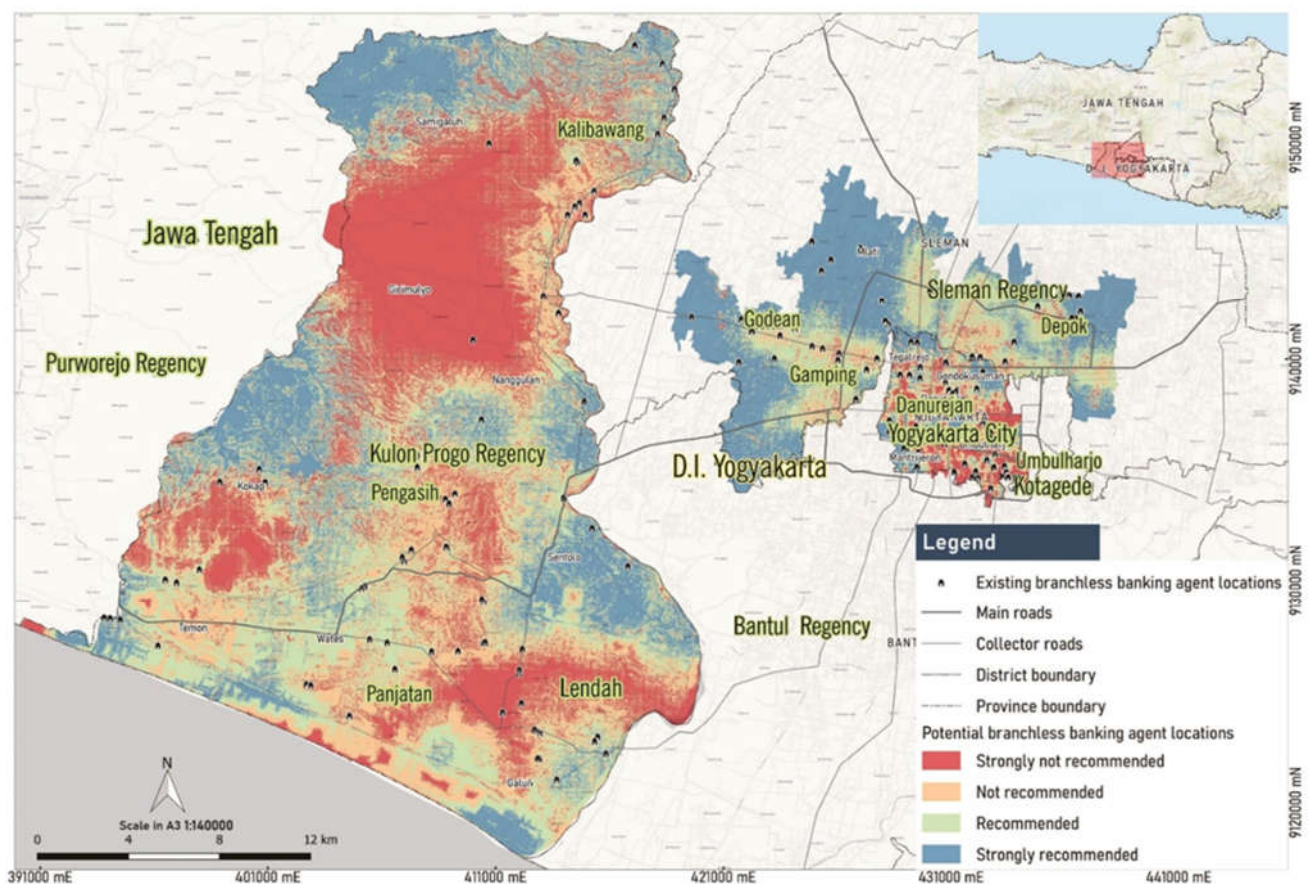 JAWA TENGAH
D.I. YOGYAKARTA
9150000 mN
Samigaluh
Kalibawang
Jawa Tengah
Girimulyo
Mlati
SLEMAN
Sleman Regency
Godean
Depok
Purworejo Regency
Nanggulan
Gamping
Tegalrejo
Gondokusuman
9140000 mN
Danurejan
Yogyakarta City
Kulon Progo Regency
D.I. Yogyakarta
Mantrijeron
Umbulharjo
Kotagede
Kokap
Pengasih
Sentolo
Legend
Existing branchless banking agent locations
Main roads
Collector roads
District boundary
Province boundary
Potential branchless banking agent locations
Strongly not recommended
Not recommended
Recommended
Strongly recommended
9130000 mN
Temon
Wates
Bantul Regency
BANT
Panjatan
Lendah
Galur
9120000 mN
N
Scale in A3 1:140000
0 4 8 12 km
391000 mE 401000 mE 411000 mE 421000 mE 431000 mE 441000 mE